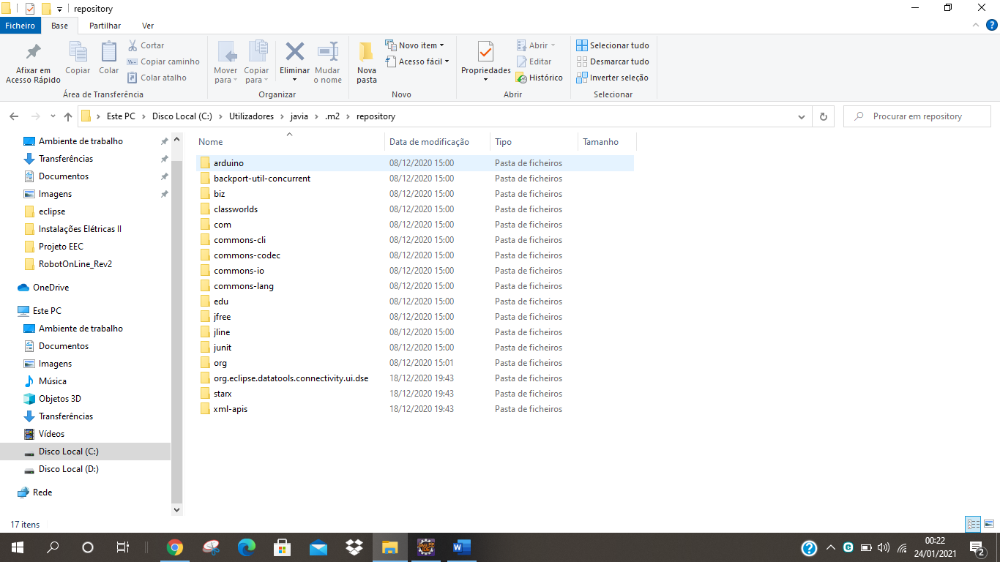 repository
Ficheiro Base Partilhar Ver
Afixar em Acesso Rápido
Copiar
Colar
Cortar
Copiar caminho
Colar atalho
Área de Transferência
Mover para
Copiar para
Eliminar
Mudar o nome
Organizar
Nova pasta
Novo item
Acesso fácil
Novo
Propriedades
Abrir
Editar
Histórico
Abrir
Selecionar tudo
Desmarcar tudo
Inverter seleção
Selecionar
Este PC > Disco Local (C:) > Utilizadores > javia > .m2 > repository
Procurar em repository
Ambiente de trabalho
Transferências
Documentos
Imagens
eclipse
Instalações Elétricas II
Projeto EEC
RobotOnLine_Rev2
OneDrive
Este PC
Ambiente de trabalho
Documentos
Imagens
Música
Objetos 3D
Transferências
Vídeos
Disco Local (C:)
Disco Local (D:)
Rede
Nome Data de modificação Tipo Tamanho
arduino 08/12/2020 15:00 Pasta de ficheiros
backport-util-concurrent 08/12/2020 15:00 Pasta de ficheiros
biz 08/12/2020 15:00 Pasta de ficheiros
classworlds 08/12/2020 15:00 Pasta de ficheiros
com 08/12/2020 15:00 Pasta de ficheiros
commons-cli 08/12/2020 15:00 Pasta de ficheiros
commons-codec 08/12/2020 15:00 Pasta de ficheiros
commons-io 08/12/2020 15:00 Pasta de ficheiros
commons-lang 08/12/2020 15:00 Pasta de ficheiros
edu 08/12/2020 15:00 Pasta de ficheiros
jfree 08/12/2020 15:00 Pasta de ficheiros
jline 08/12/2020 15:00 Pasta de ficheiros
junit 08/12/2020 15:00 Pasta de ficheiros
org 08/12/2020 15:01 Pasta de ficheiros
org.eclipse.datatools.connectivity.ui.dse 18/12/2020 19:43 Pasta de ficheiros
starx 18/12/2020 19:43 Pasta de ficheiros
xml-apis 18/12/2020 19:43 Pasta de ficheiros
17 itens
Java EE
IDE
W
00:22
24/01/2021
2